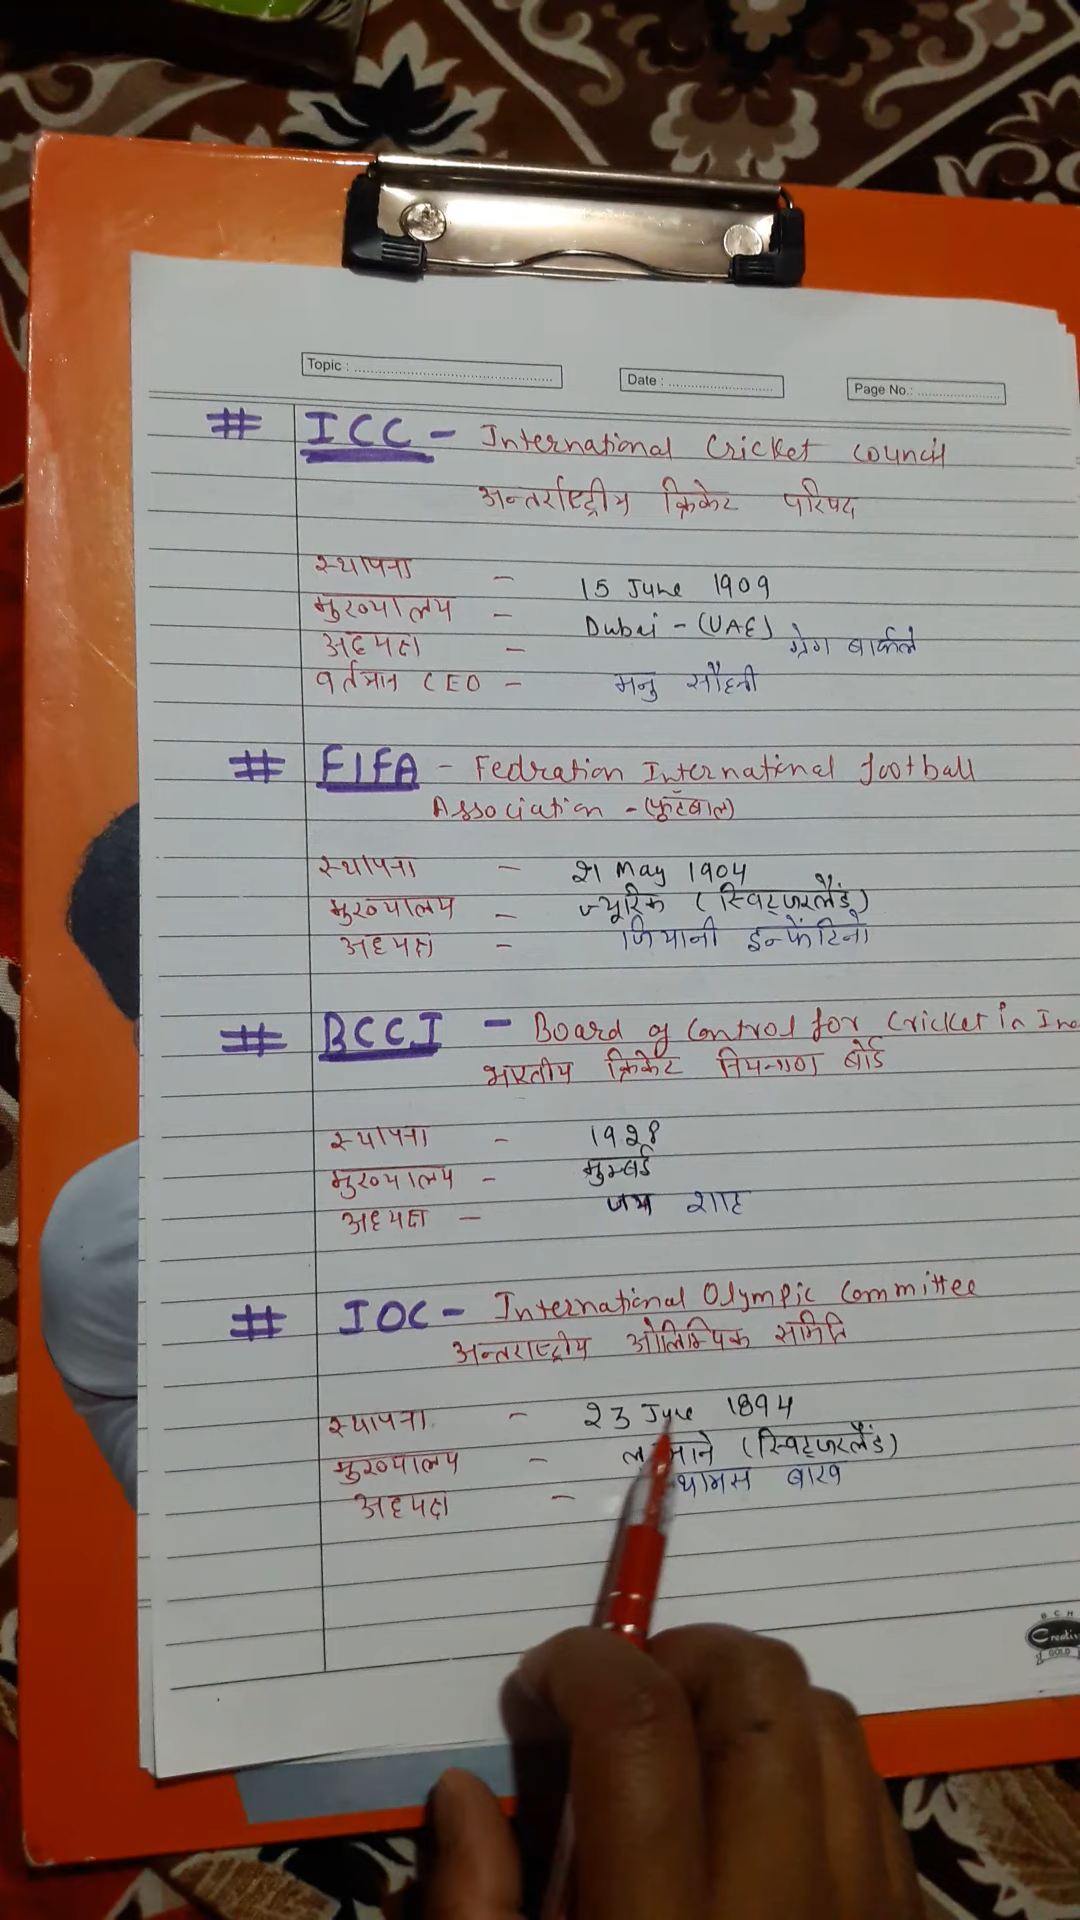 Topic :
Date :
Page No.:
# ICC - International Cricket Council
अन्तर्राष्ट्रीय क्रिकेट परिषद
स्थापना - 15 June 1909
मुख्यालय - Dubai - (UAE)
अध्यक्ष - ग्रेग बार्कले
वर्तमान CEO - मनु सौहनी
# FIFA - Fedration International football
Association - (फुटबाल)
स्थापना - 21 May 1904
मुख्यालय - ज्यूरिक (स्विट्जरलैंड)
अध्यक्ष - जियानी इन्फेंटिनो
# BCCI - Board of Control for Cricket in Ind
भारतीय क्रिकेट नियन्त्रण बोर्ड
स्थापना - 1928
मुख्यालय - मुम्बई
अध्यक्ष - जय शाह
# IOC - International Olympic Committee
अन्तराष्ट्रीय ओलिम्पिक समिति
स्थापना - 23 June 1894
मुख्यालय - (स्विट्जरलैंड)
अध्यक्ष - थामस बाख
Creativ
GOLD